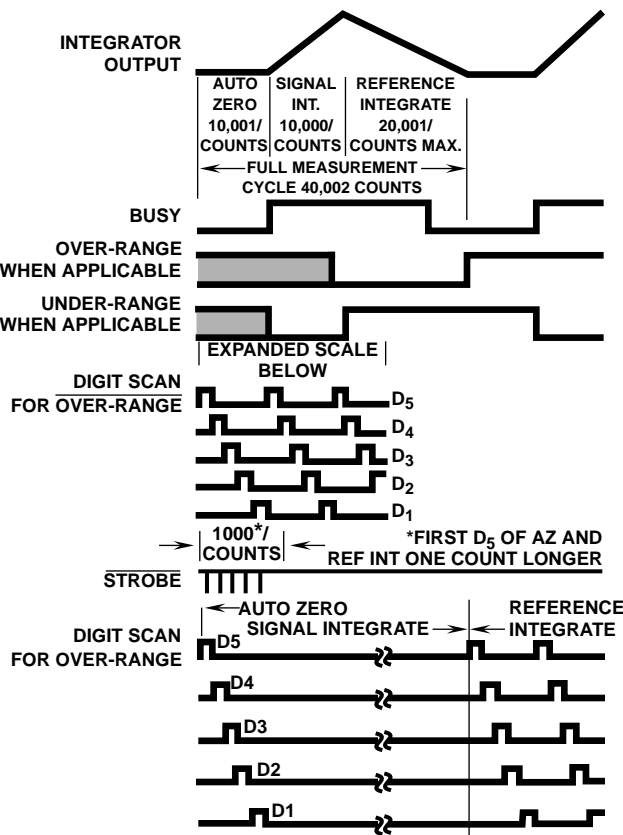 INTEGRATOR
OUTPUT
AUTO
ZERO
10,001/
COUNTS
SIGNAL
INT.
10,000/
COUNTS
REFERENCE
INTEGRATE
20,001/
COUNTS MAX.
FULL MEASUREMENT
CYCLE 40,002 COUNTS
BUSY
OVER-RANGE
WHEN APPLICABLE
UNDER-RANGE
WHEN APPLICABLE
EXPANDED SCALE
BELOW
DIGIT SCAN
FOR OVER-RANGE
D5
D4
D3
D2
D1
1000*/
COUNTS
*FIRST D5 OF AZ AND
REF INT ONE COUNT LONGER
STROBE
AUTO ZERO
SIGNAL INTEGRATE
REFERENCE
INTEGRATE
DIGIT SCAN
FOR OVER-RANGE
D5
D4
D3
D2
D1